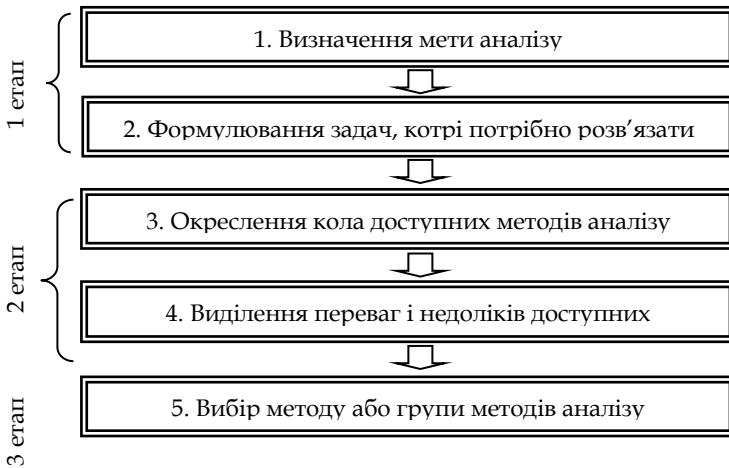 1 етап
1. Визначення мети аналізу
2. Формулювання задач, котрі потрібно розв’язати
2 етап
3. Окреслення кола доступних методів аналізу
4. Виділення переваг і недоліків доступних
3 етап
5. Вибір методу або групи методів аналізу